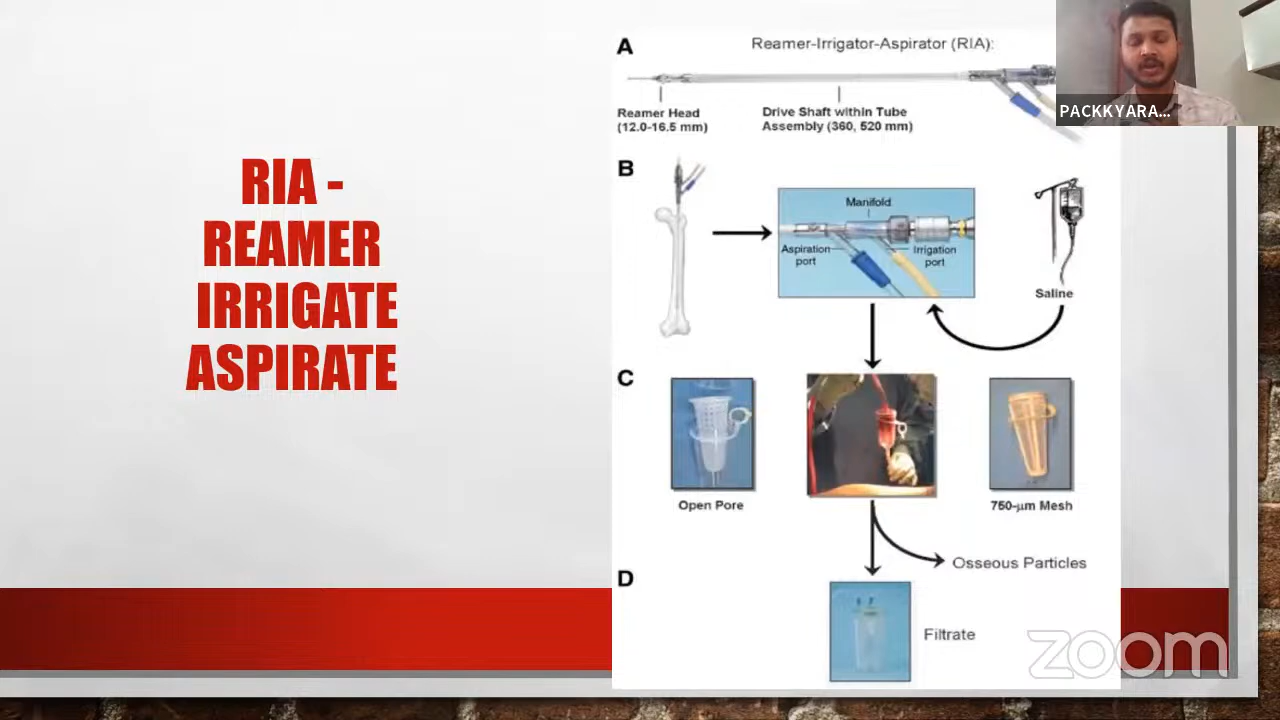 RIA -
REAMER
IRRIGATE
ASPIRATE
A
Reamer-Irrigator-Aspirator (RIA):
Reamer Head
(12.0-16.5 mm)
Drive Shaft within Tube
Assembly (360, 520 mm)
PACKKYARA...
B
Manifold
Aspiration
port
Irrigation
port
Saline
C
Open Pore
750-μm Mesh
Osseous Particles
D
Filtrate
zoom